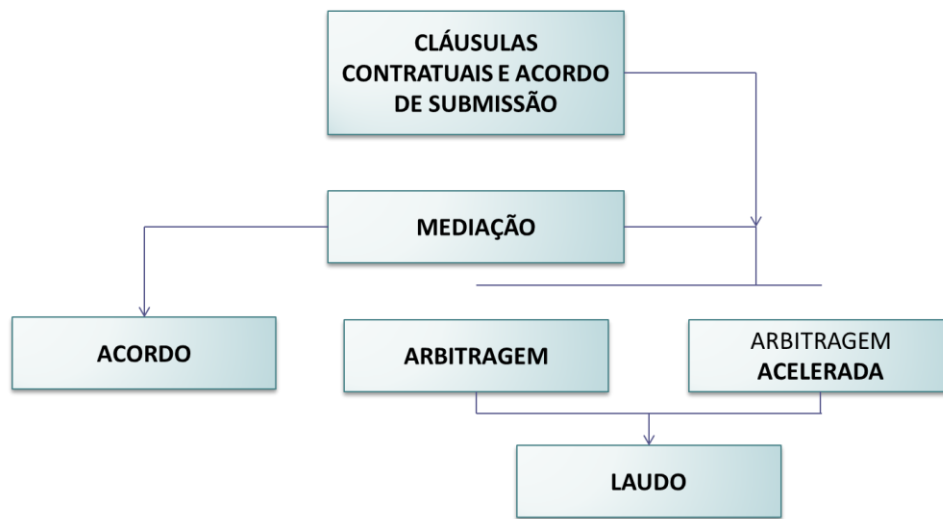 CLÁUSULAS
CONTRATUAIS E ACORDO
DE SUBMISSÃO
MEDIAÇÃO
ACORDO
ARBITRAGEM
ARBITRAGEM
ACELERADA
LAUDO